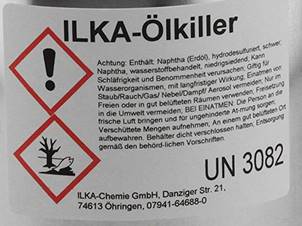 ILKA-Ölkiller
Achtung: Enthält: Naphtha (Erdöl), hydrodesulfuriert, schwer,
Naphtha, wasserstoffbehandelt, niedrigsiedend, Kann
Schläfrigkeit und Benommenheit verursachen. Giftig für
Wasserorganismen, mit langfristiger Wirkung. Einatmen von
Staub/Rauch/Gas/ Nebel/Dampf/ Aerosol vermeiden. Nur im
Freien oder in gut belüfteten Räumen verwenden. Freisetzung
in die Umwelt vermeiden. BEI EINATMEN: Die Person an die
frische Luft bringen und für ungehinderte At-mung sorgen.
Verschüttete Mengen aufnehmen. An einem gut belüfteten Ort
aufbewahren. Behälter dicht verschlossen halten, Entsorgung
gemäß den behörd-lichen Vorschriften.
UN 3082
ILKA-Chemie GmbH, Danziger Str. 21,
74613 Öhringen, 07941-64688-0